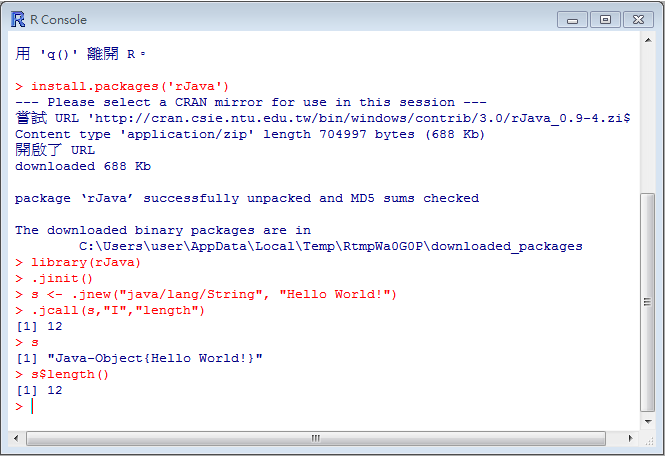 R Console
用 'q()' 離開 R。
> install.packages('rJava')
--- Please select a CRAN mirror for use in this session ---
嘗試 URL 'http://cran.csie.ntu.edu.tw/bin/windows/contrib/3.0/rJava_0.9-4.zi$
Content type 'application/zip' length 704997 bytes (688 Kb)
開啟了 URL
downloaded 688 Kb
package ‘rJava’ successfully unpacked and MD5 sums checked
The downloaded binary packages are in
        C:\Users\user\AppData\Local\Temp\RtmpWa0G0P\downloaded_packages
> library(rJava)
> .jinit()
> s <- .jnew("java/lang/String", "Hello World!")
> .jcall(s,"I","length")
[1] 12
> s
[1] "Java-Object{Hello World!}"
> s$length()
[1] 12
>